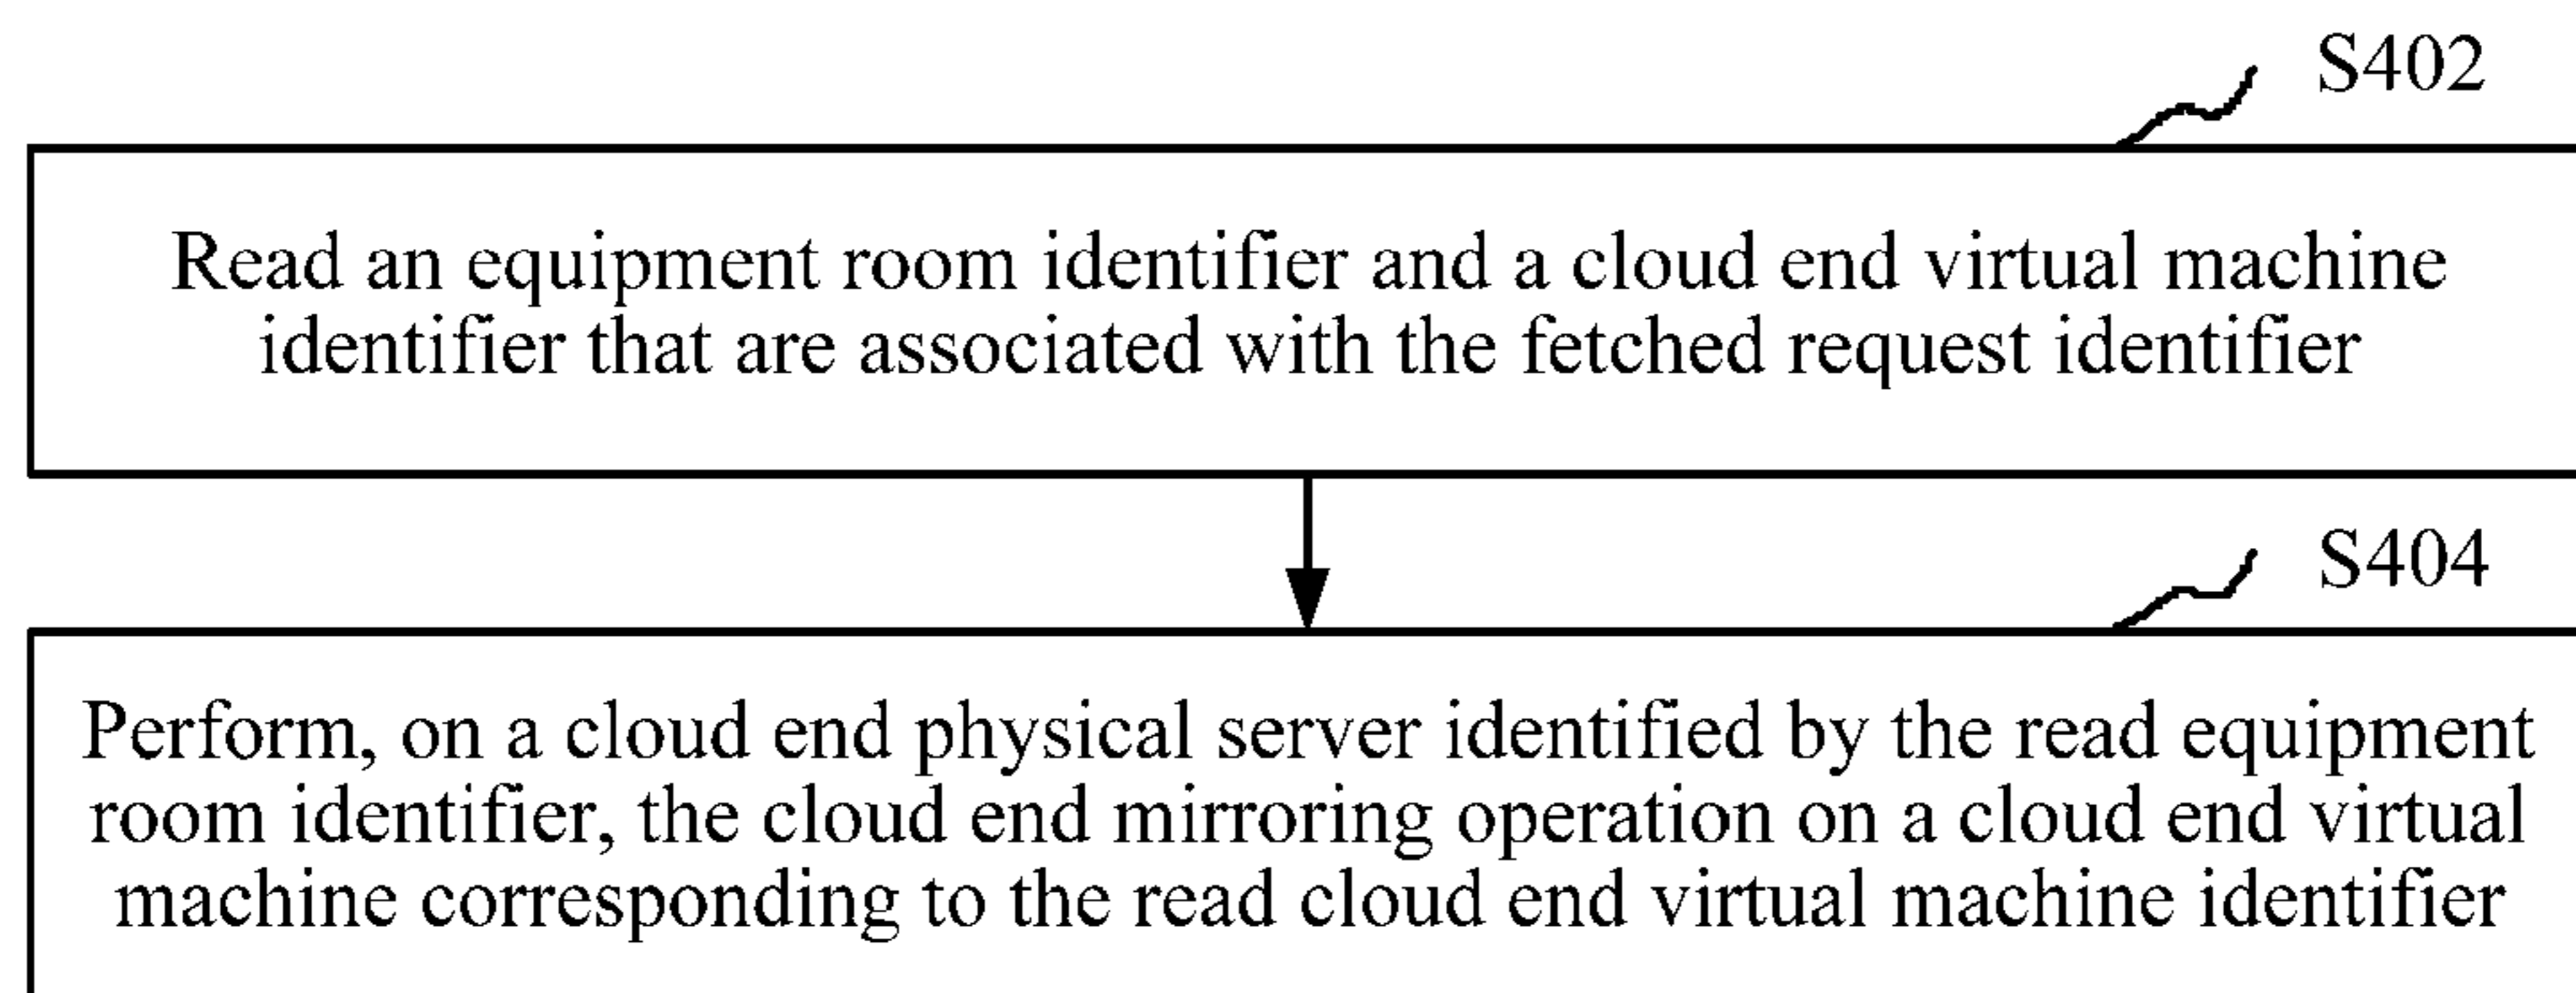 S402
Read an equipment room identifier and a cloud end virtual machine
identifier that are associated with the fetched request identifier
S404
Perform, on a cloud end physical server identified by the read equipment
room identifier, the cloud end mirroring operation on a cloud end virtual
machine corresponding to the read cloud end virtual machine identifier